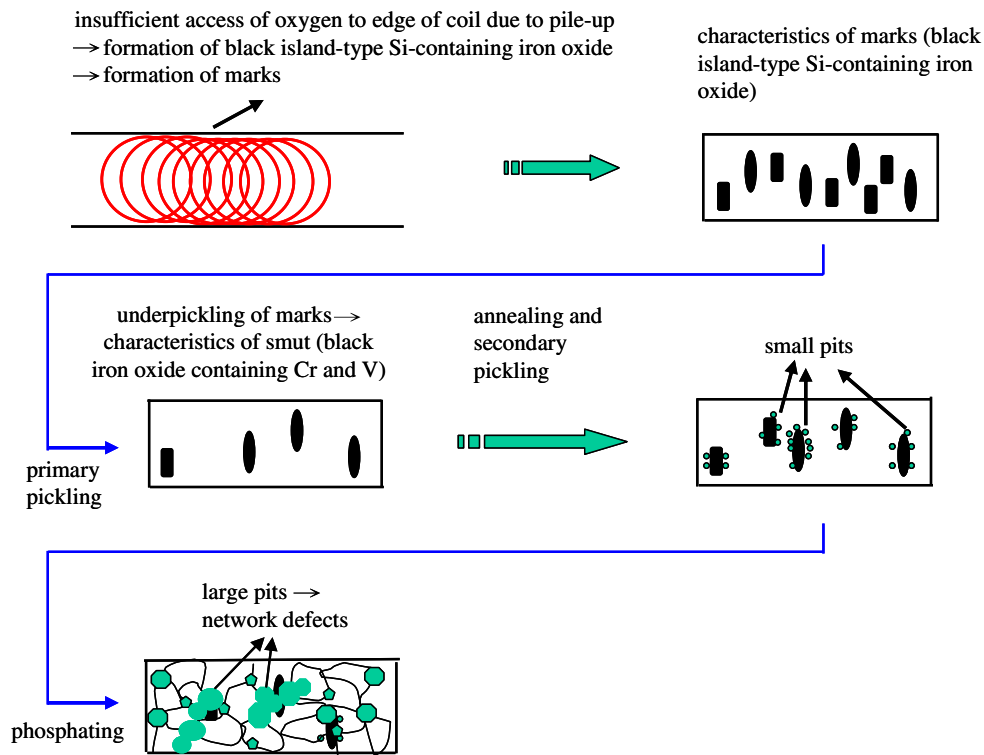 insufficient access of oxygen to edge of coil due to pile-up
→ formation of black island-type Si-containing iron oxide
→ formation of marks
characteristics of marks (black
island-type Si-containing iron
oxide)
underpickling of marks→
characteristics of smut (black
iron oxide containing Cr and V)
annealing and
secondary
pickling
small pits
primary
pickling
large pits →
network defects
phosphating